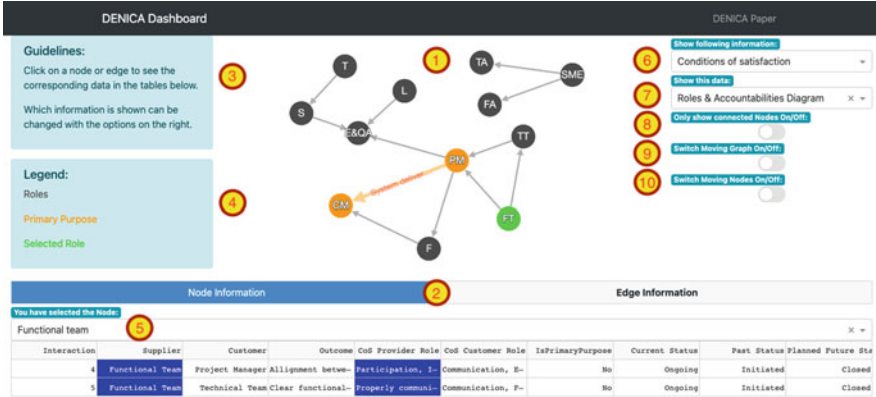 DENICA Dashboard
DENICA Paper
Guidelines:
Click on a node or edge to see the
corresponding data in the tables below.
Which information is shown can be
changed with the options on the right.
3
Legend:
Roles
Primary Purpose
Selected Role
4
1
T
TA
SME
L
FA
S
E&QA
TT
PM
System deliver
CM
FT
F
Show following information:
6
Conditions of satisfaction
Show this data:
7
Roles & Accountabilities Diagram
Only show connected Nodes On/Off:
8
Switch Moving Graph On/Off:
9
Switch Moving Nodes On/Off:
10
Node Information
2
Edge Information
You have selected the Node:
Functional team
5
Interaction Supplier Customer Outcome CoS Provider Role CoS Customer Role IsPrimaryPurpose Current Status Past Status Planned Future Sta
4 Functional Team Project Manager Allignment betwe— Participation, I— Communication, E— No Ongoing Initiated Closed
5 Functional Team Technical Team Clear functional— Properly communi— Communication, F— No Ongoing Initiated Closed